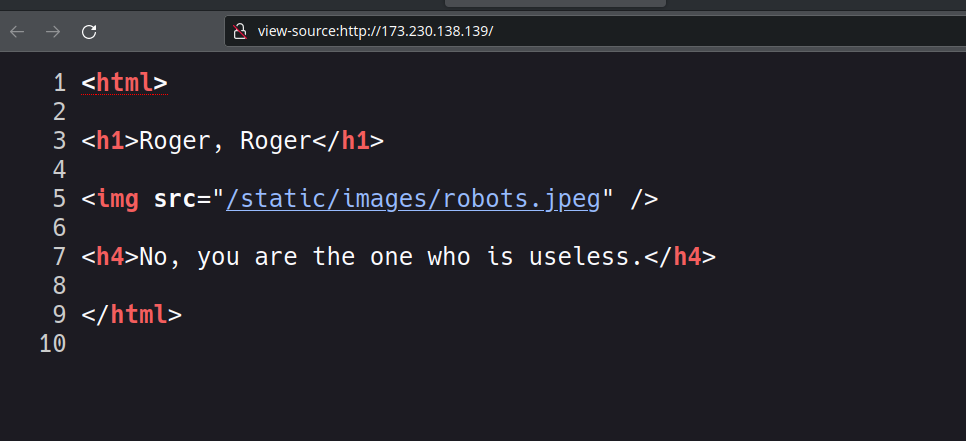 view-source:http://173.230.138.139/
1 <html>
2
3 <h1>Roger, Roger</h1>
4
5 <img src="/static/images/robots.jpeg" />
6
7 <h4>No, you are the one who is useless.</h4>
8
9 </html>
10